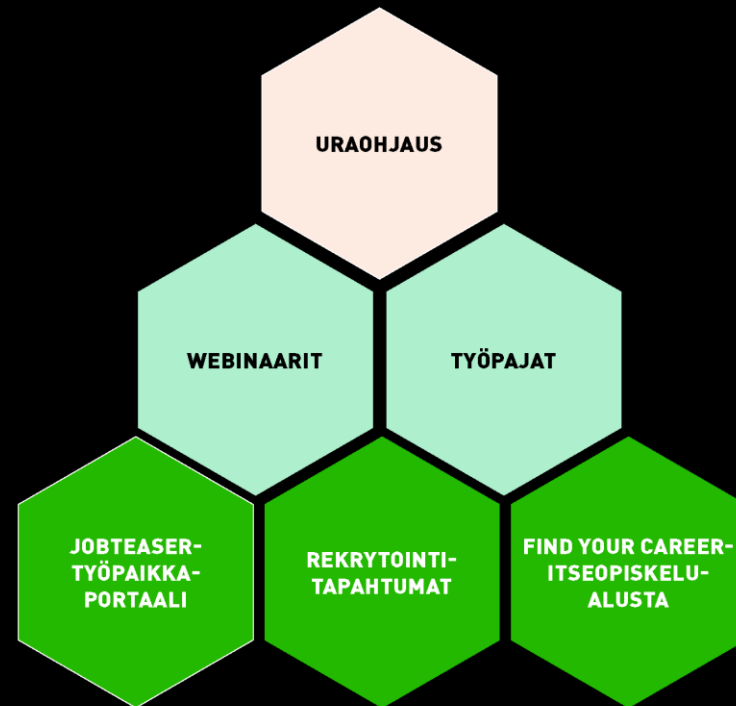 URAOHJAUS
WEBINAARIT
TYÖPAJAT
JOBTEASER-
TYÖPAIKKA-
PORTAALI
REKRYTOINTI-
TAPAHTUMAT
FIND YOUR CAREER-
ITSEOPISKELU-
ALUSTA